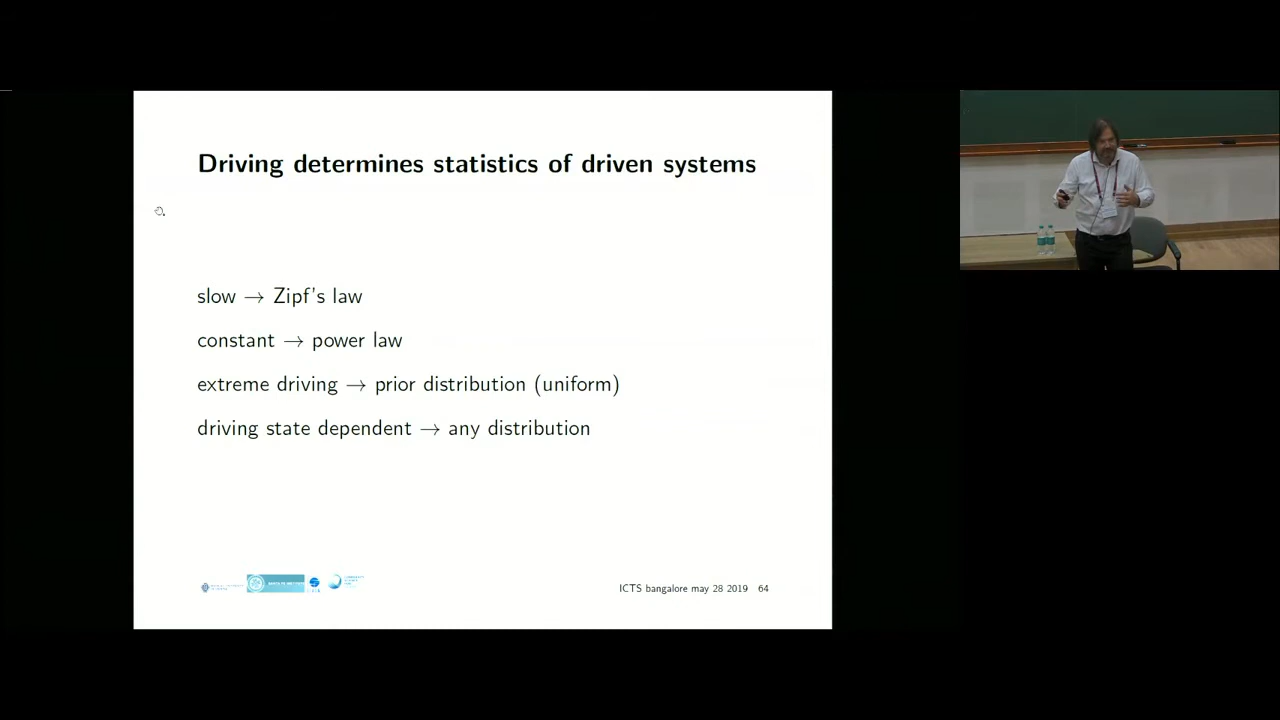 Driving determines statistics of driven systems
slow → Zipf's law
constant → power law
extreme driving → prior distribution (uniform)
driving state dependent → any distribution
ICTS bangalore may 28 2019 64